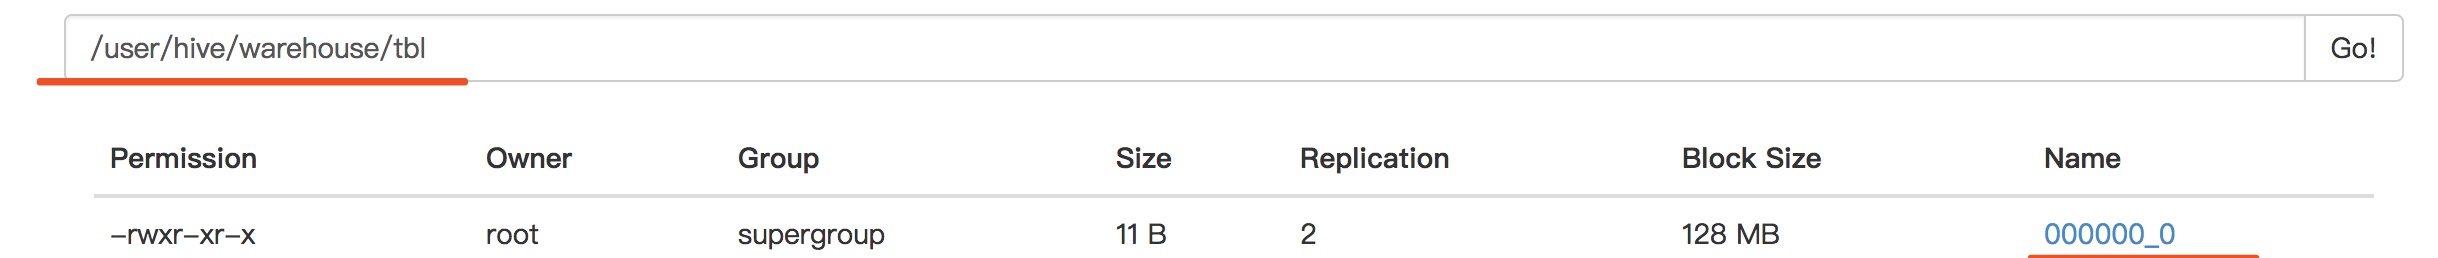 /user/hive/warehouse/tbl Go!
Permission Owner Group Size Replication Block Size Name
-rwxr-xr-x root supergroup 11 B 2 128 MB 000000_0